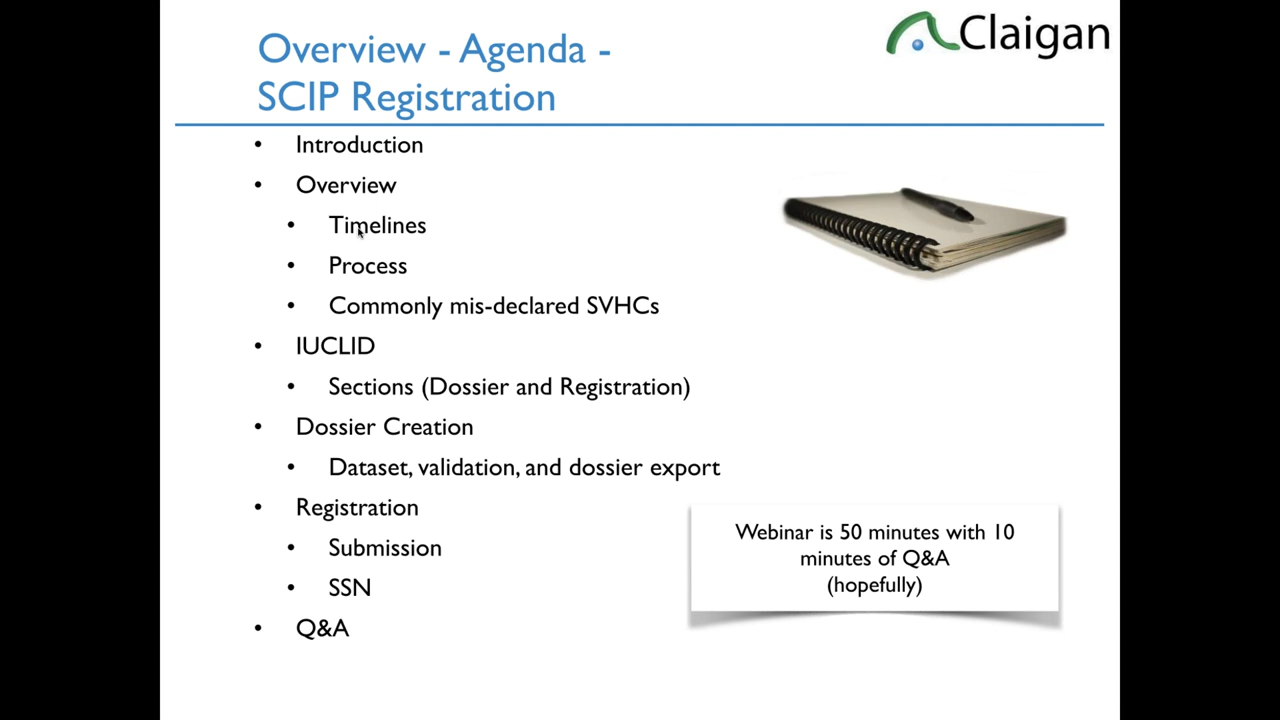 Overview - Agenda -
SCIP Registration
Claigan
• Introduction
• Overview
• Timelines
• Process
• Commonly mis-declared SVHCs
• IUCLID
• Sections (Dossier and Registration)
• Dossier Creation
• Dataset, validation, and dossier export
• Registration
• Submission
• SSN
• Q&A
Webinar is 50 minutes with 10
minutes of Q&A
(hopefully)